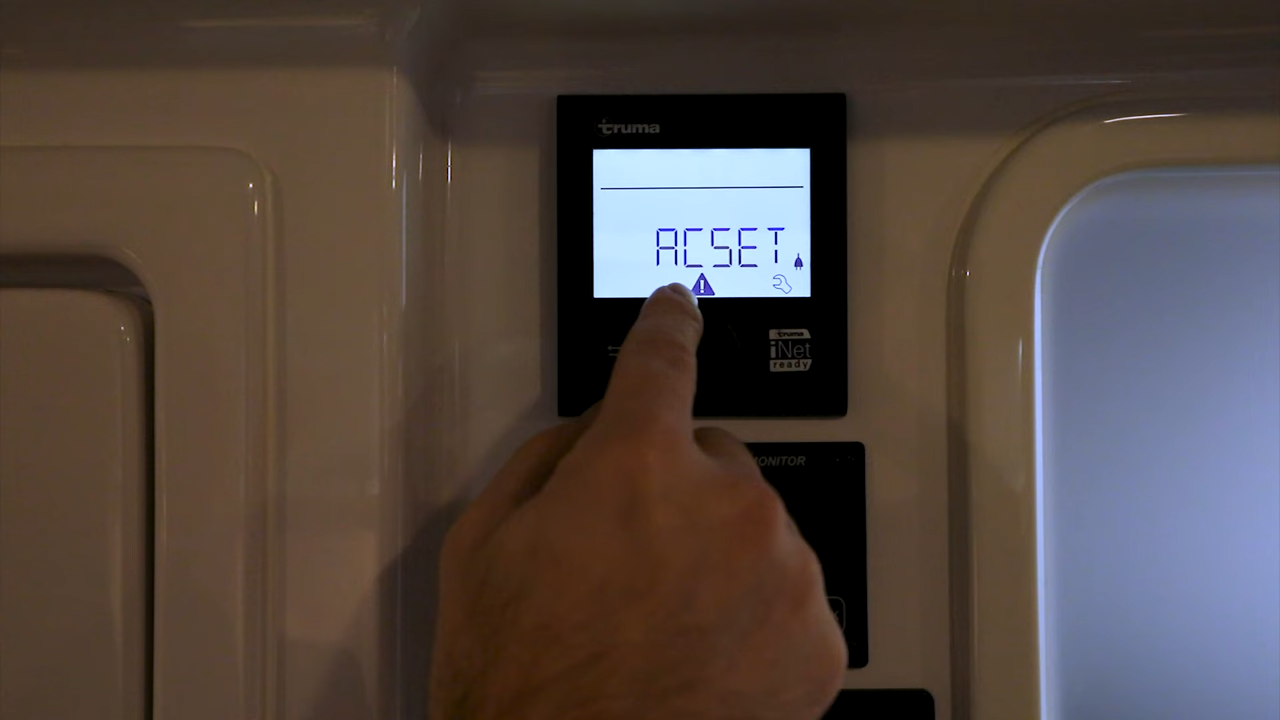 truma
ACSET
truma
iNet
ready
MONITOR